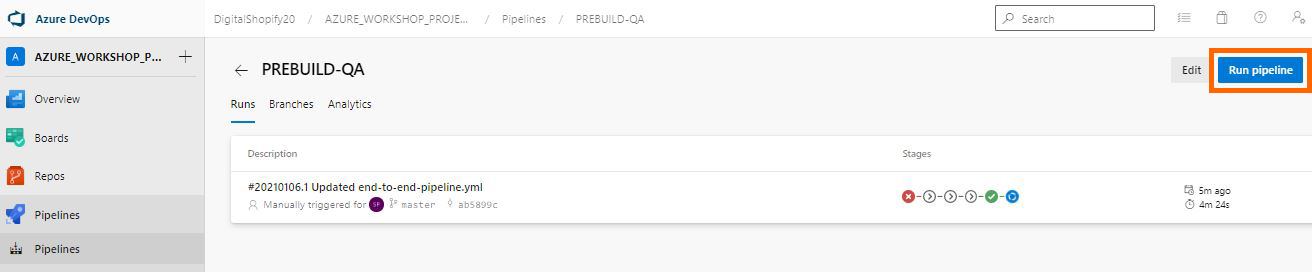 Azure DevOps
DigitalShopify20 / AZURE_WORKSHOP_PROJE... / Pipelines / PREBUILD-QA
Search
A AZURE_WORKSHOP_P...
PREBUILD-QA
Edit
Run pipeline
Overview
Runs Branches Analytics
Boards
Description Stages
Repos
#20210106.1 Updated end-to-end-pipeline.yml
5m ago
Manually triggered for SP master ab5899c
4m 24s
Pipelines
Pipelines